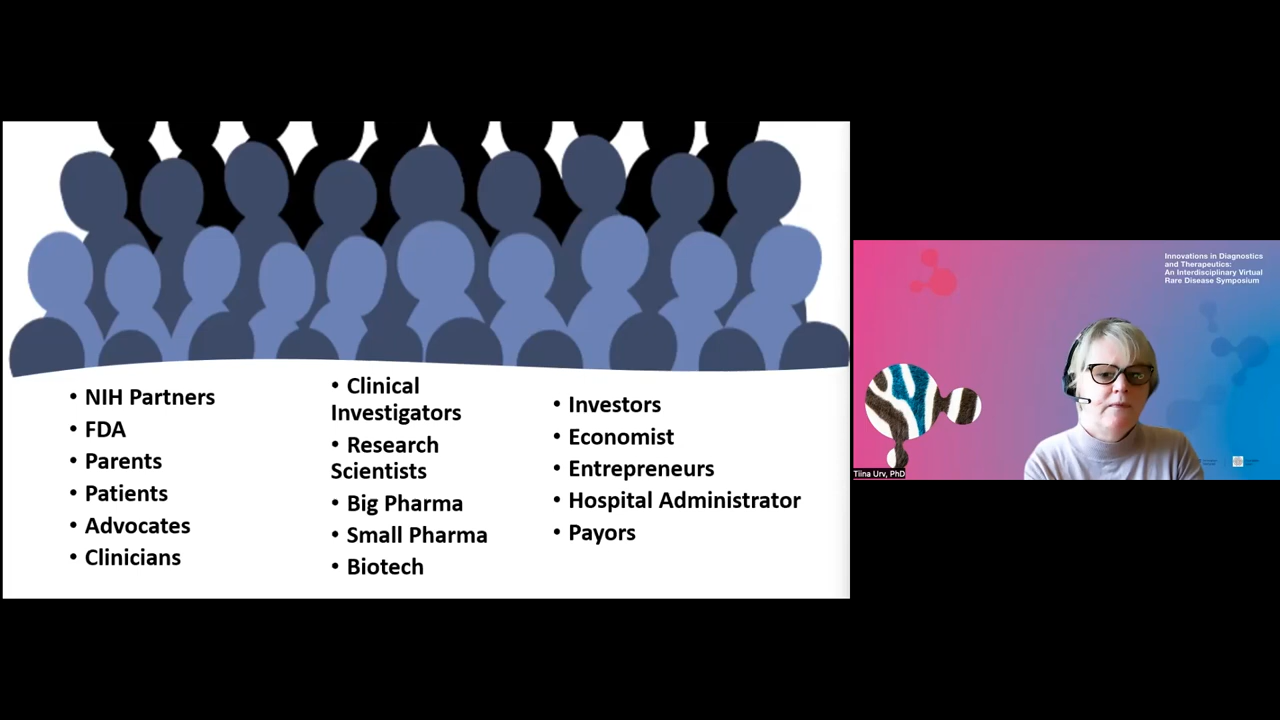 • NIH Partners
• FDA
• Parents
• Patients
• Advocates
• Clinicians
• Clinical
Investigators
• Research
Scientists
• Big Pharma
• Small Pharma
• Biotech
• Investors
• Economist
• Entrepreneurs
• Hospital Administrator
• Payors
Innovations in Diagnostics
and Therapeutics:
An Interdisciplinary Virtual
Rare Disease Symposium
Tiina Urv, PhD